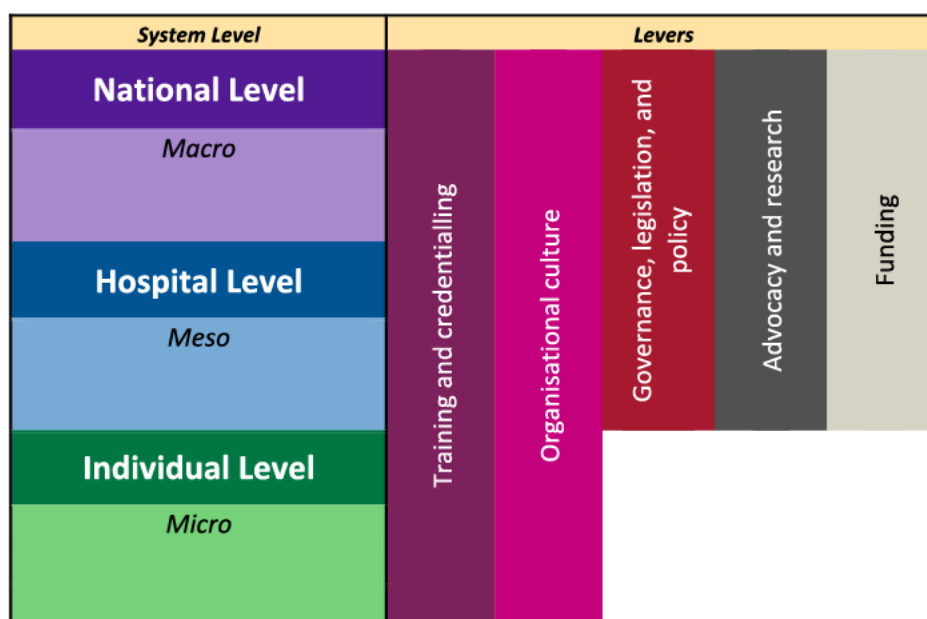 System Level
Levers
National Level
Macro
Hospital Level
Meso
Individual Level
Micro
Training and credentialling
Organisational culture
Governance, legislation, and
policy
Advocacy and research
Funding